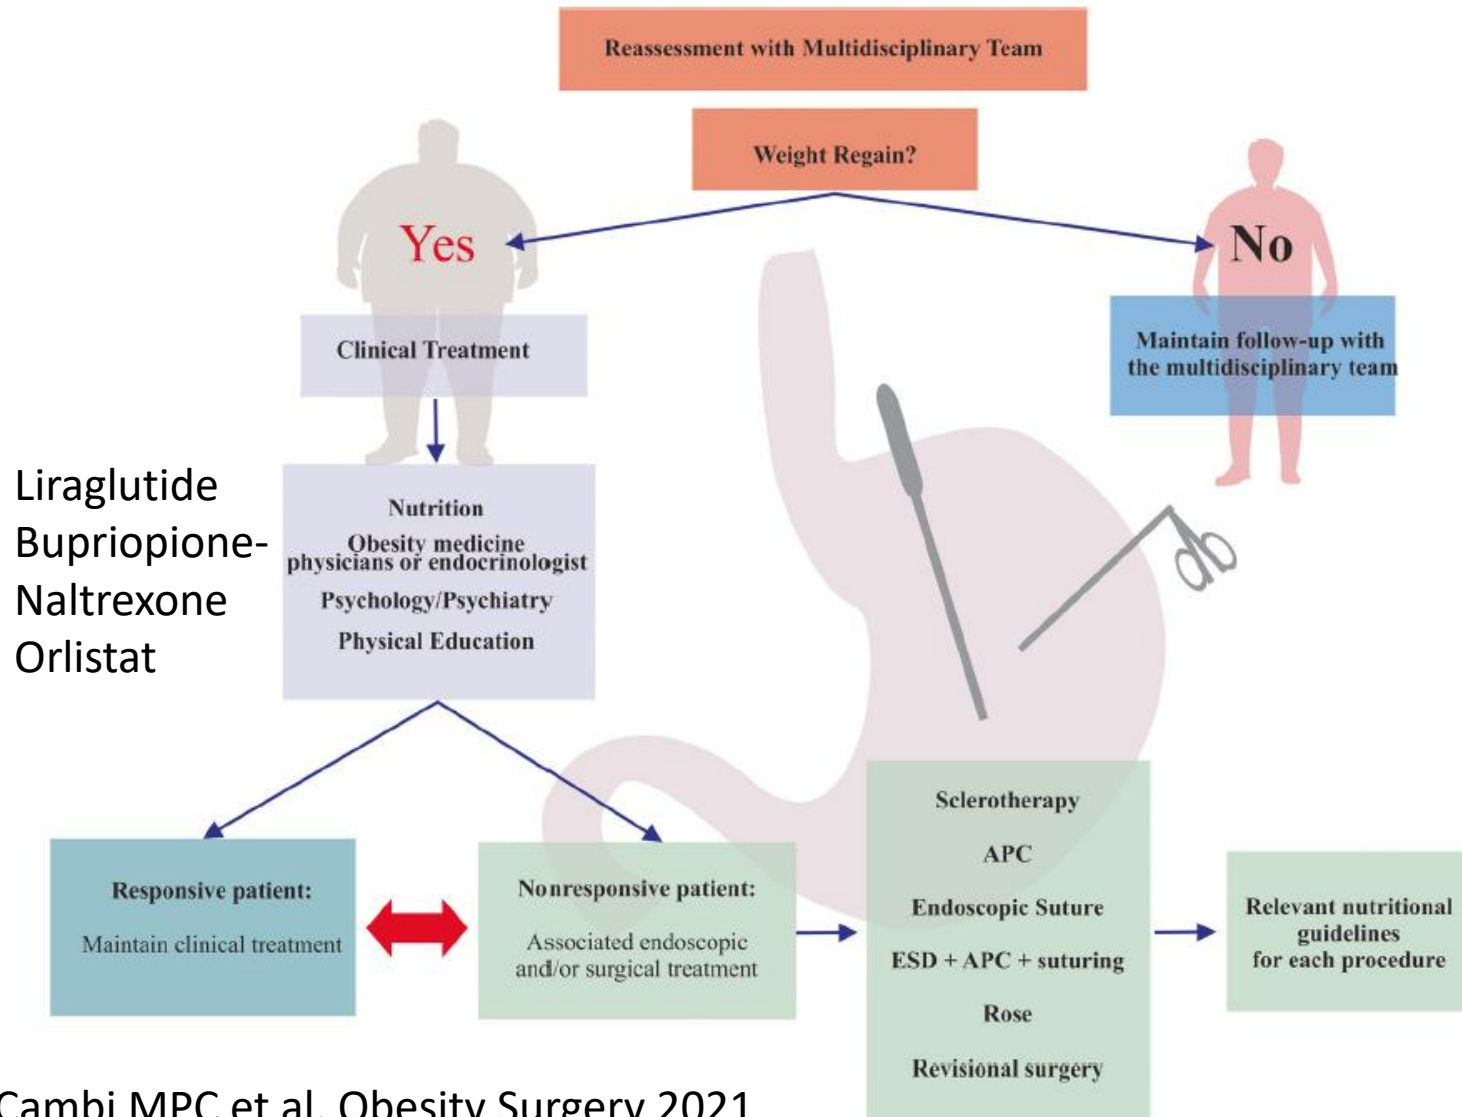 Reassessment with Multidisciplinary Team
Weight Regain?
Yes
No
Clinical Treatment
Maintain follow-up with
the multidisciplinary team
Liraglutide
Bupriopione-
Naltrexone
Orlistat
Nutrition
Obesity medicine
physicians or endocrinologist
Psychology/Psychiatry
Physical Education
Responsive patient:
Maintain clinical treatment
Nonresponsive patient:
Associated endoscopic
and/or surgical treatment
Sclerotherapy
APC
Endoscopic Suture
ESD + APC + suturing
Rose
Revisional surgery
Relevant nutritional
guidelines
for each procedure
Cambi MPC et al. Obesity Surgery 2021